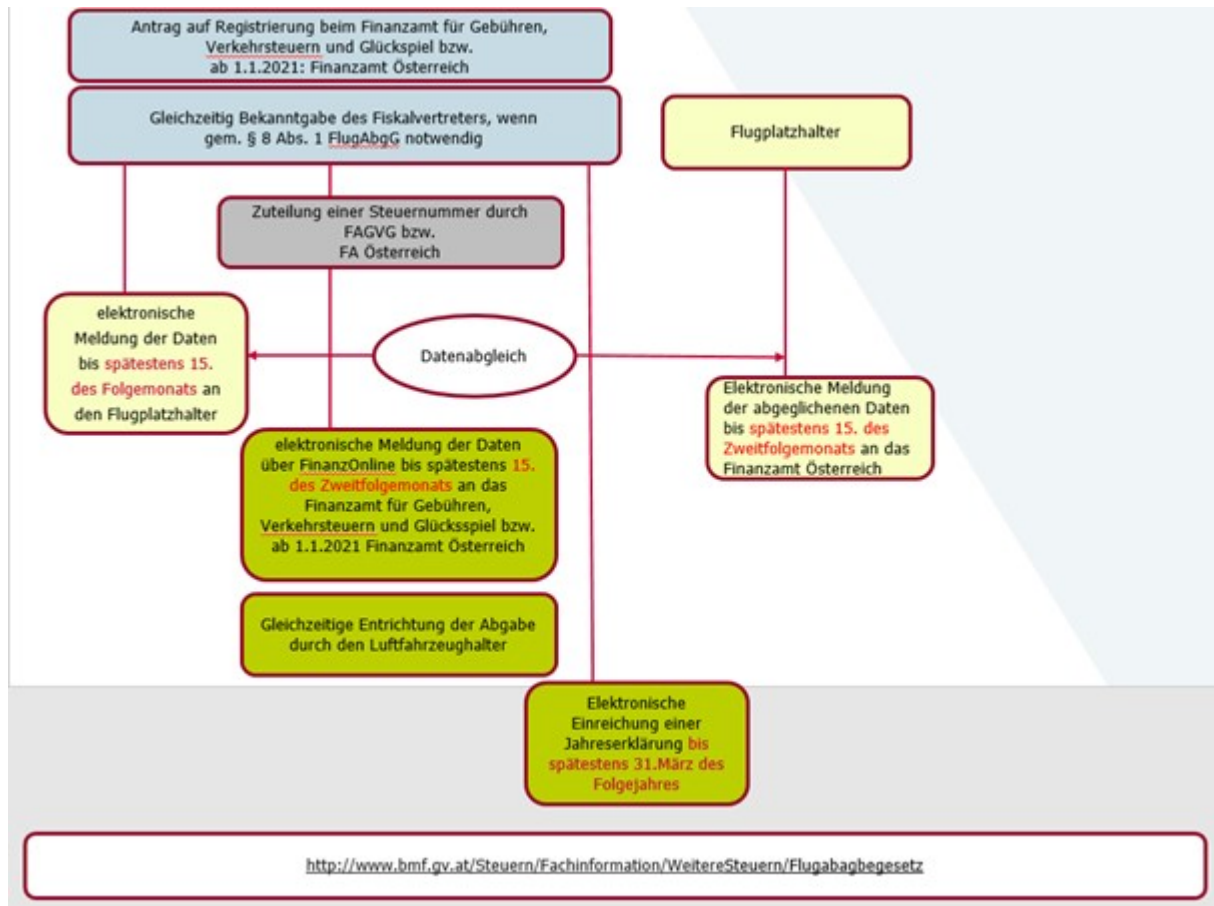 Antrag auf Registrierung beim Finanzamt für Gebühren,
Verkehrsteuern und Glückspiel bzw.
ab 1.1.2021: Finanzamt Österreich
Gleichzeitig Bekanntgabe des Fiskalvertreters, wenn
gem. § 8 Abs. 1 FlugAbgG notwendig
Flugplatzhalter
Zuteilung einer Steuernummer durch
FAGVG bzw.
FA Österreich
elektronische
Meldung der Daten
bis spätestens 15.
des Folgemonats an
den Flugplatzhalter
Datenabgleich
Elektronische Meldung
der abgeglichenen Daten
bis spätestens 15. des
Zweitfolgemonats an das
Finanzamt Österreich
elektronische Meldung der Daten
über FinanzOnline bis spätestens 15.
des Zweitfolgemonats an das
Finanzamt für Gebühren,
Verkehrsteuern und Glücksspiel bzw.
ab 1.1.2021 Finanzamt Österreich
Gleichzeitige Entrichtung der Abgabe
durch den Luftfahrzeughalter
Elektronische
Einreichung einer
Jahreserklärung bis
spätestens 31.März des
Folgejahres
http://www.bmf.gv.at/Steuern/Fachinformation/WeitereSteuern/Flugabagbegesetz